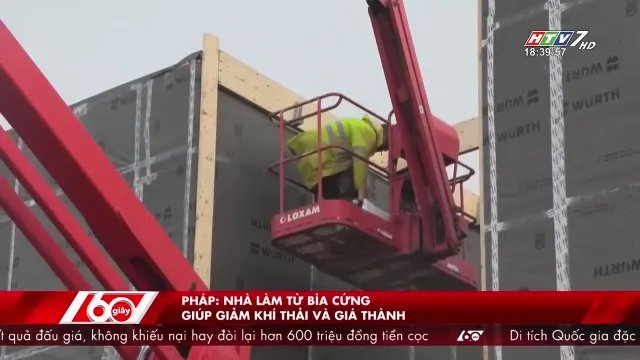 HTV7 HD
18:39:57
WÜRTH
WÜRTH
WÜRTH
WÜRTH
LOXAM
60 giây
PHÁP: NHÀ LÀM TỪ BÌA CỨNG
GIÚP GIẢM KHÍ THẢI VÀ GIÁ THÀNH
ết quả đấu giá, không khiếu nại hay đòi lại hơn 600 triệu đồng tiền cọc 60 Di tích Quốc gia đặc